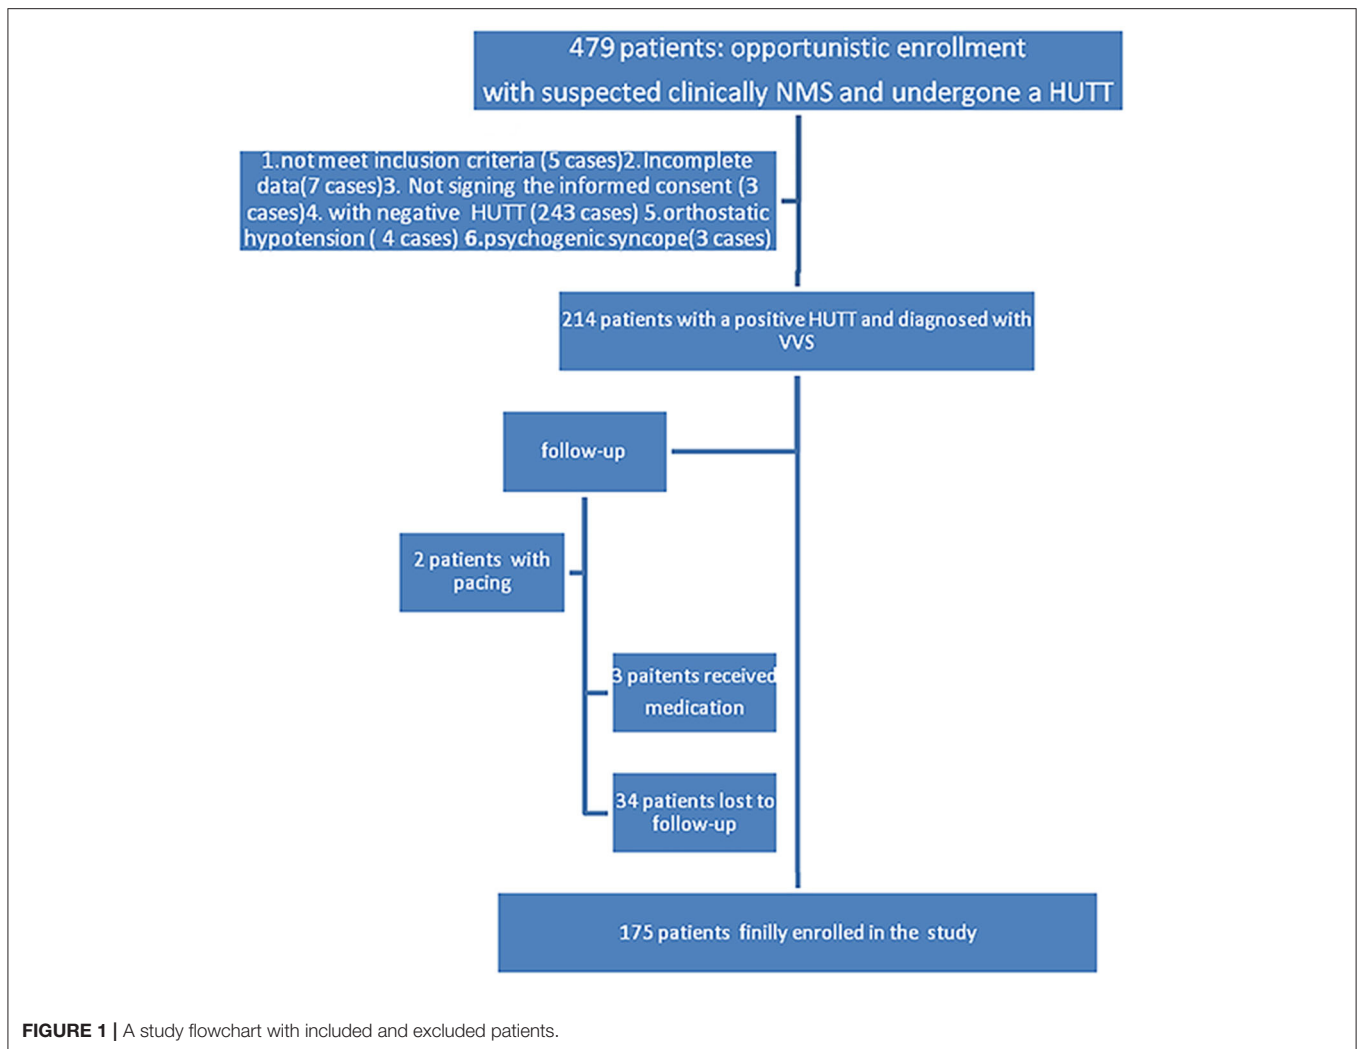 479 patients: opportunistic enrollment
with suspected clinically NMS and undergone a HUTT
1.not meet inclusion criteria (5 cases)2.Incomplete
data(7 cases)3. Not signing the informed consent (3
cases)4. with negative HUTT (243 cases) 5.orthostatic
hypotension ( 4 cases) 6.psychogenic syncope(3 cases)
214 patients with a positive HUTT and diagnosed with
VVS
follow-up
2 patients with
pacing
3 paitents received
medication
34 patients lost to
follow-up
175 patients finilly enrolled in the study
FIGURE 1 | A study flowchart with included and excluded patients.